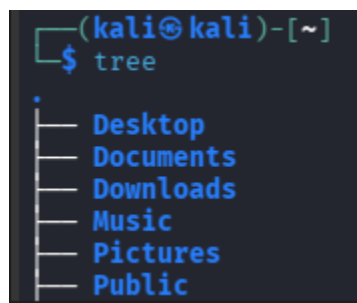 ┌──(kali㉿kali)-[~]
└─$ tree
.
├── Desktop
├── Documents
├── Downloads
├── Music
├── Pictures
├── Public